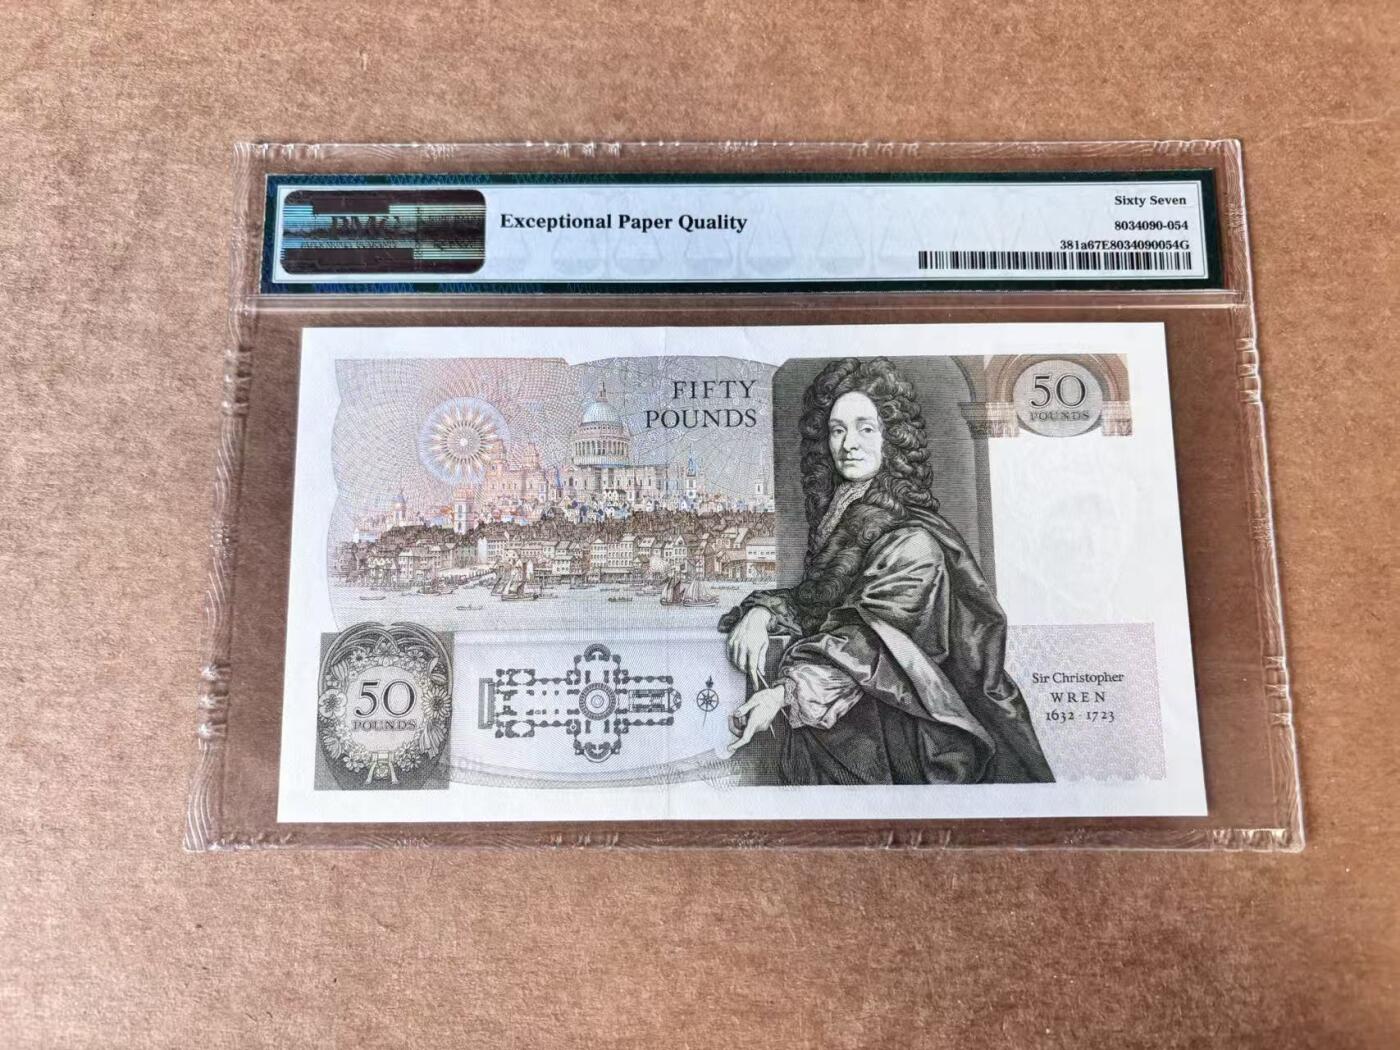 PMG
Exceptional Paper Quality
Sixty Seven
8034090-054
381a67E8034090054G
FIFTY
POUNDS
50
POUNDS
50
POUNDS
Sir Christopher
WREN
1632 · 1723